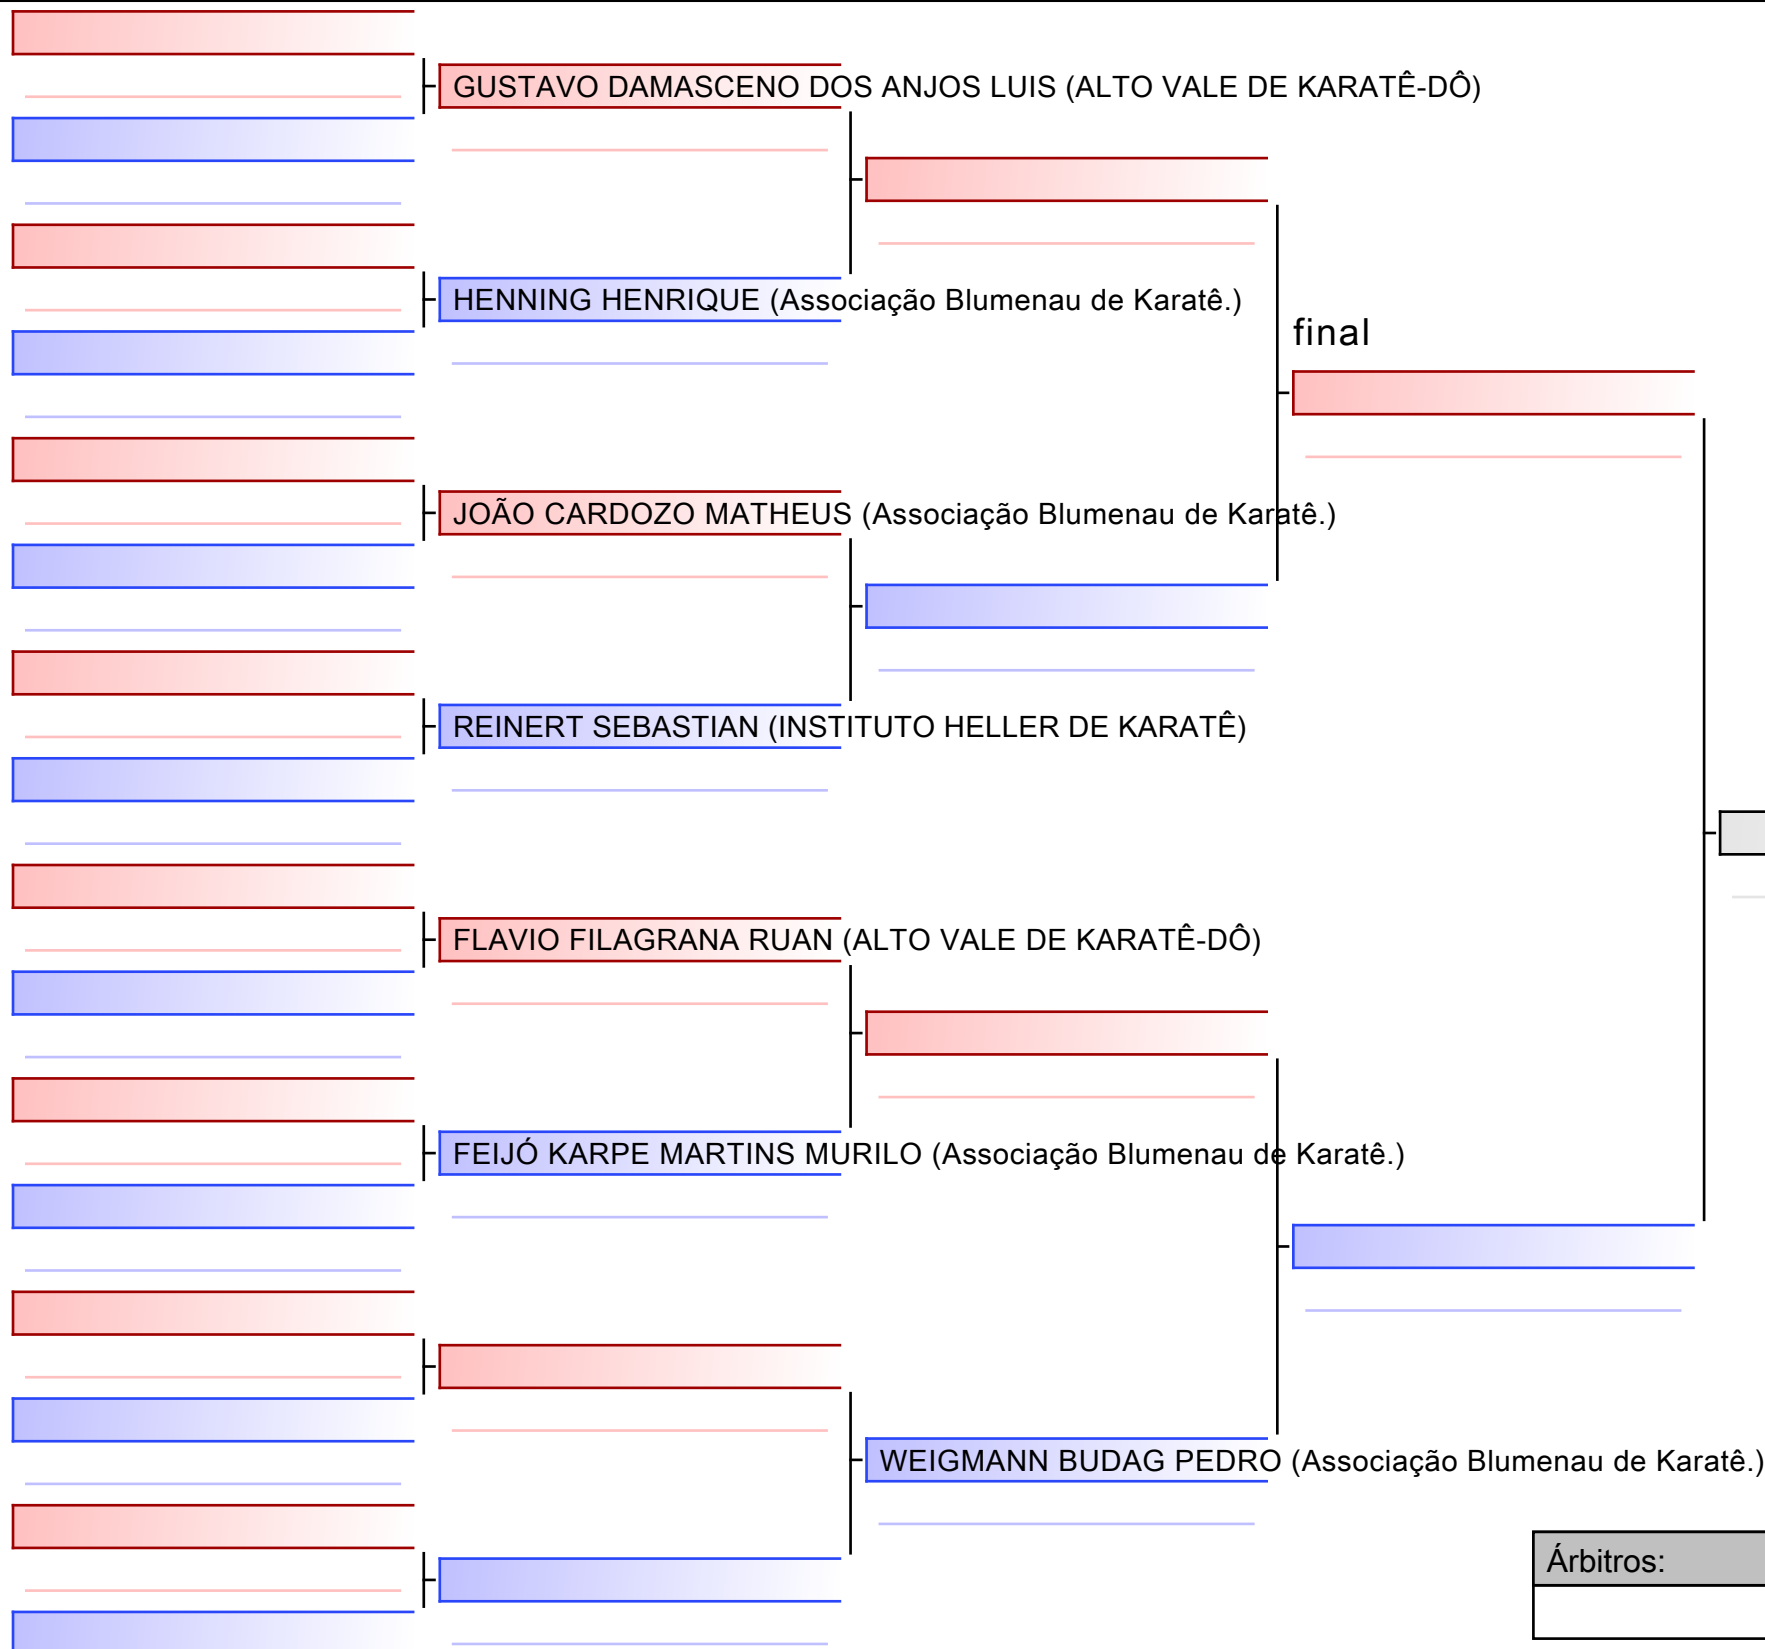 GUSTAVO DAMASCENO DOS ANJOS LUIS (ALTO VALE DE KARATÊ-DÔ)
HENNING HENRIQUE (Associação Blumenau de Karatê.)
final
JOÃO CARDOZO MATHEUS (Associação Blumenau de Karatê.)
REINERT SEBASTIAN (INSTITUTO HELLER DE KARATÊ)
FLAVIO FILAGRANA RUAN (ALTO VALE DE KARATÊ-DÔ)
FEIJÓ KARPE MARTINS MURILO (Associação Blumenau de Karatê.)
WEIGMANN BUDAG PEDRO (Associação Blumenau de Karatê.)
Árbitros: